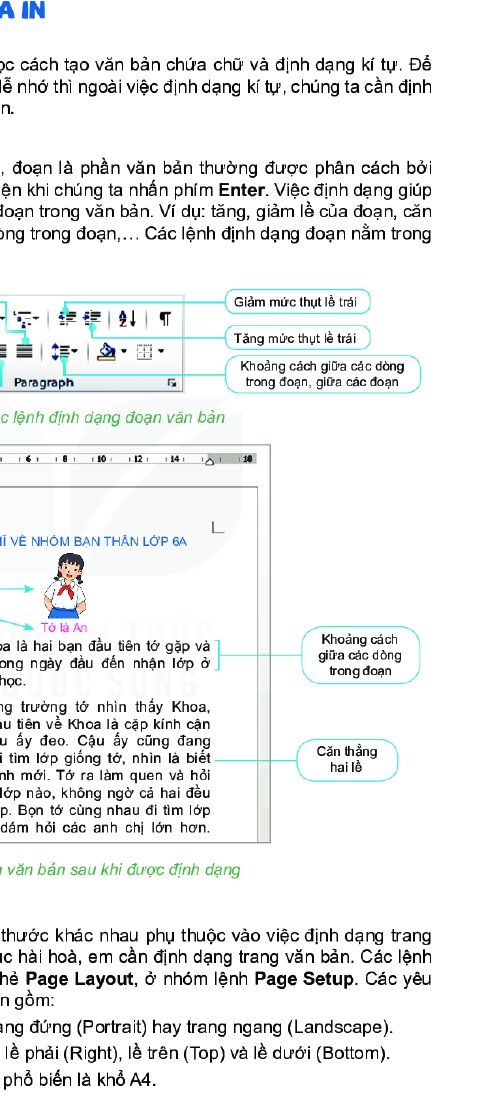 A IN
ọc cách tạo văn bản chứa chữ và định dạng kí tự. Để
lễ nhớ thì ngoài việc định dạng kí tự, chúng ta cần định
n.
, đoạn là phần văn bản thường được phân cách bởi
ện khi chúng ta nhấn phím Enter. Việc định dạng giúp
đoạn trong văn bản. Ví dụ: tăng, giảm lề của đoạn, căn
òng trong đoạn,... Các lệnh định dạng đoạn nằm trong
Giảm mức thụt lề trái
Tăng mức thụt lề trái
Khoảng cách giữa các dòng
trong đoạn, giữa các đoạn
Paragraph
c lệnh định dạng đoạn văn bản
6 8 10 12 14 18
HĨ VỀ NHÓM BẠN THÂN LỚP 6A
Tớ là An
oa là hai bạn đầu tiên tớ gặp và
ong ngày đầu đến nhận lớp ở
học.
Khoảng cách
giữa các dòng
trong đoạn
ng trường tớ nhìn thấy Khoa,
ầu tiên về Khoa là cặp kính cận
u ấy đeo. Cậu ấy cũng đang
i tìm lớp giống tớ, nhìn là biết
nh mới. Tớ ra làm quen và hỏi
lớp nào, không ngờ cả hai đều
p. Bọn tớ cùng nhau đi tìm lớp
dám hỏi các anh chị lớn hơn.
Căn thẳng
hai lề
văn bản sau khi được định dạng
thước khác nhau phụ thuộc vào việc định dạng trang
ục hài hoà, em cần định dạng trang văn bản. Các lệnh
hẻ Page Layout, ở nhóm lệnh Page Setup. Các yêu
n gồm:
ang đứng (Portrait) hay trang ngang (Landscape).
lề phải (Right), lề trên (Top) và lề dưới (Bottom).
phổ biến là khổ A4.